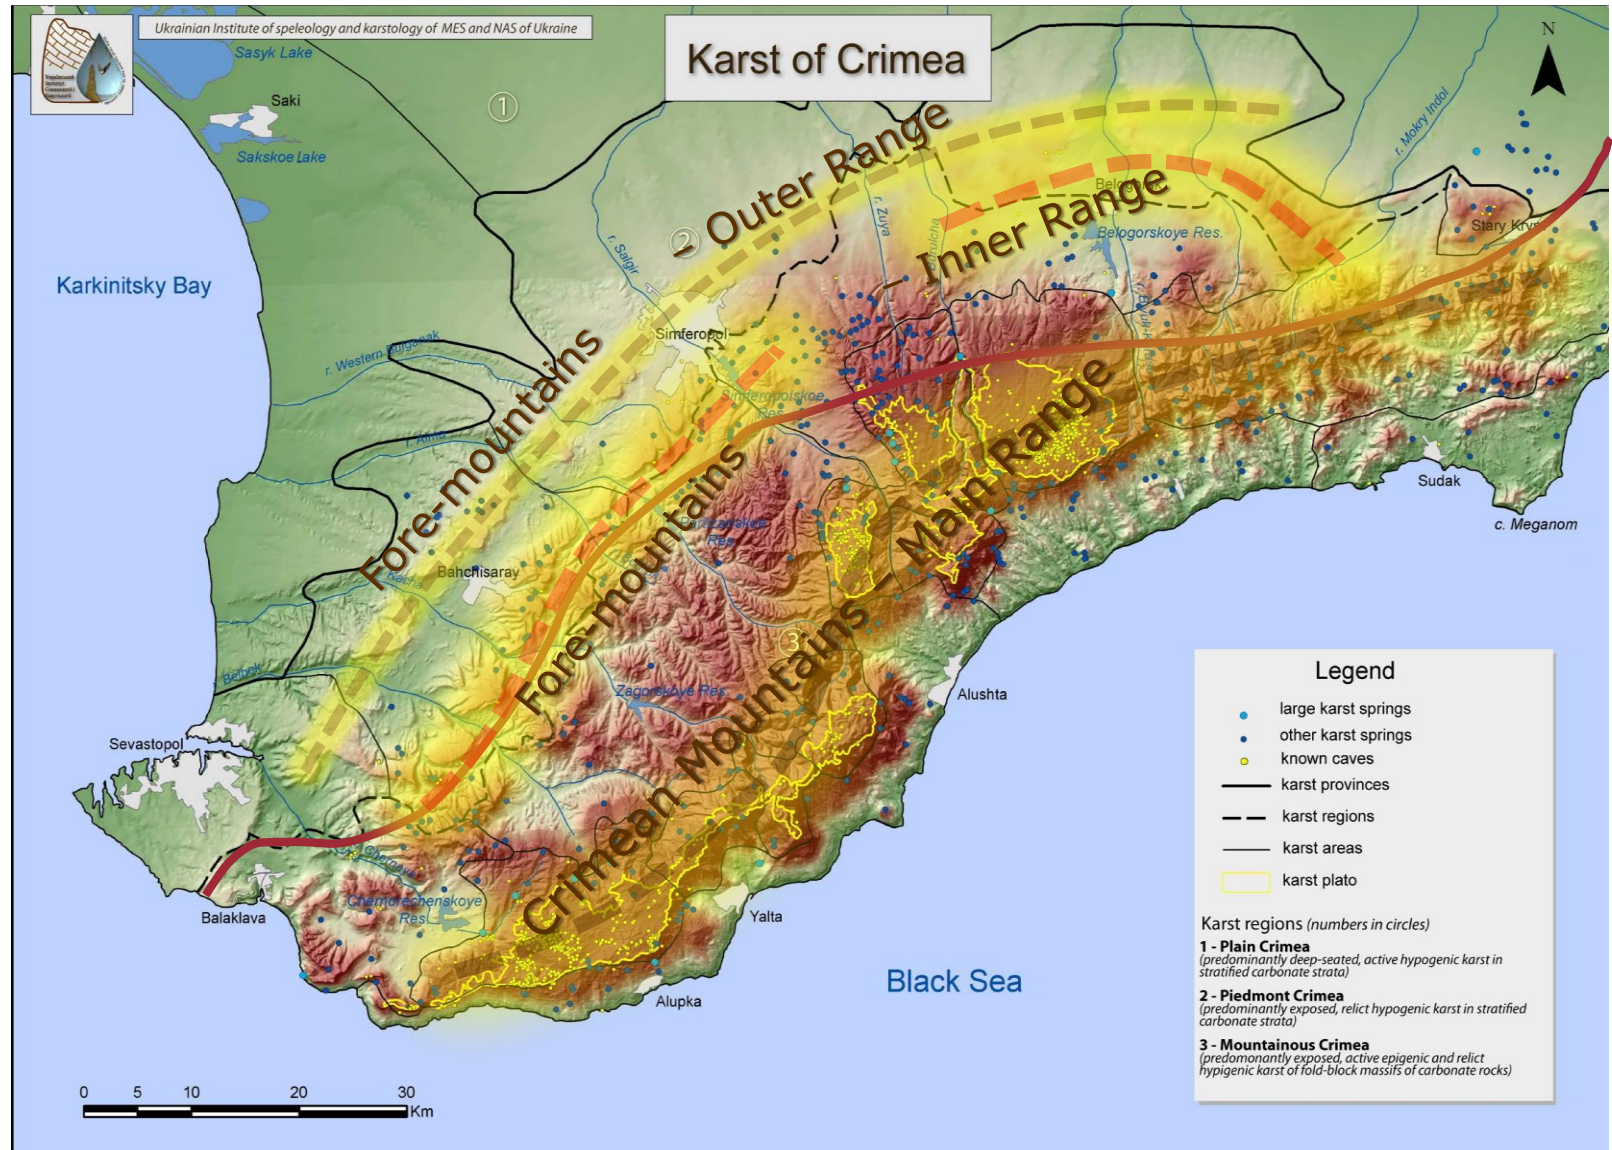 Ukrainian Institute of speleology and karstology of MES and NAS of Ukraine
Karst of Crimea
N
Sasyk Lake
Saki
Sakskoe Lake
1
2
3
r. Salgir
r. Zuya
r. Mokry Indol
– Outer Range
– Inner Range
Belogorskoye Res.
Stary Krym
Karkinitsky Bay
Simferopol
Simferopolskoe
Res.
r. Western Bulganak
r. Alma
Fore-mountains
Fore-mountains
Crimean Mountains – Main Range
Partizanskoe
Res.
Bahchisaray
Kacha
Belbek
Zagorskoye Res.
Sevastopol
Chernaya
Chernorechenskoye
Res.
Balaklava
Alushta
Yalta
Alupka
Sudak
c. Meganom
Black Sea
0 5 10 20 30
Km
Legend
large karst springs
other karst springs
known caves
karst provinces
karst regions
karst areas
karst plato
Karst regions (numbers in circles)
1 - Plain Crimea
(predominantly deep-seated, active hypogenic karst in
stratified carbonate strata)
2 - Piedmont Crimea
(predominantly exposed, relict hypogenic karst in stratified
carbonate strata)
3 - Mountainous Crimea
(predomonantly exposed, active epigenic and relict
hypigenic karst of fold-block massifs of carbonate rocks)